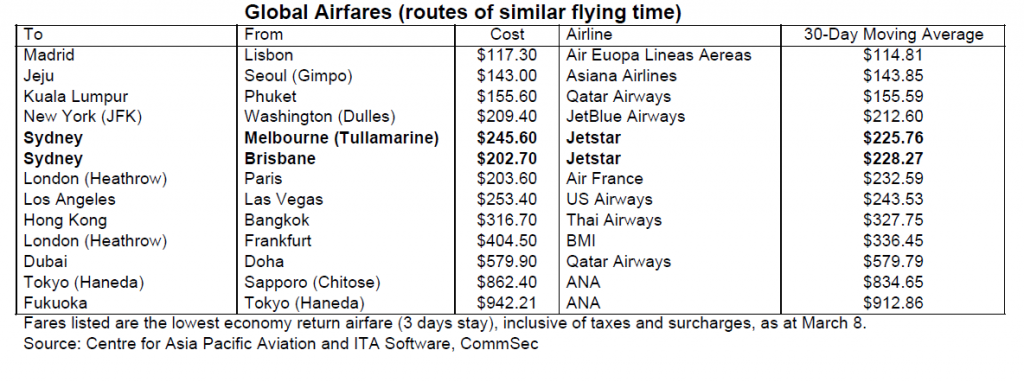 Global Airfares (routes of similar flying time)
To From Cost Airline 30-Day Moving Average
Madrid Lisbon $117.30 Air Euopa Lineas Aereas $114.81
Jeju Seoul (Gimpo) $143.00 Asiana Airlines $143.85
Kuala Lumpur Phuket $155.60 Qatar Airways $155.59
New York (JFK) Washington (Dulles) $209.40 JetBlue Airways $212.60
Sydney Melbourne (Tullamarine) $245.60 Jetstar $225.76
Sydney Brisbane $202.70 Jetstar $228.27
London (Heathrow) Paris $203.60 Air France $232.59
Los Angeles Las Vegas $253.40 US Airways $243.53
Hong Kong Bangkok $316.70 Thai Airways $327.75
London (Heathrow) Frankfurt $404.50 BMI $336.45
Dubai Doha $579.90 Qatar Airways $579.79
Tokyo (Haneda) Sapporo (Chitose) $862.40 ANA $834.65
Fukuoka Tokyo (Haneda) $942.21 ANA $912.86
Fares listed are the lowest economy return airfare (3 days stay), inclusive of taxes and surcharges, as at March 8.
Source: Centre for Asia Pacific Aviation and ITA Software, CommSec